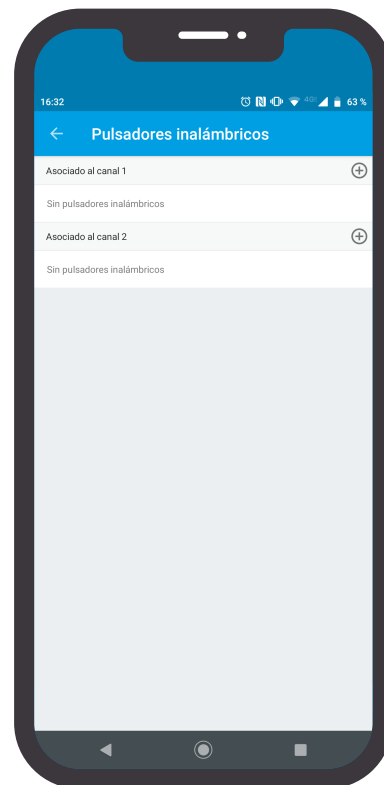 16:32 4G 63 %
Pulsadores inalámbricos
Asociado al canal 1
Sin pulsadores inalámbricos
Asociado al canal 2
Sin pulsadores inalámbricos